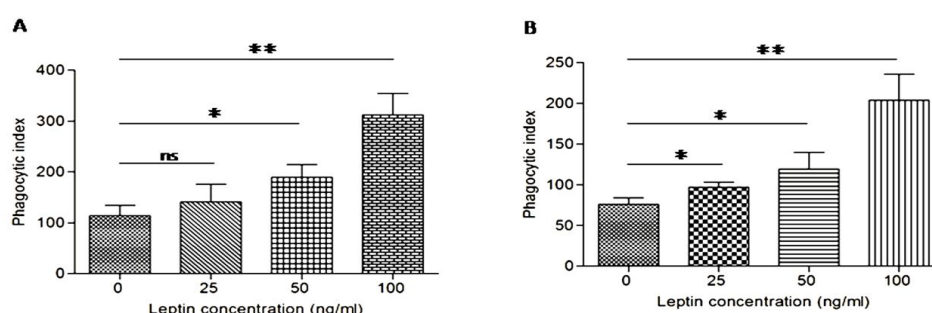 A
**
400
*
300
ns
200
100
0
Phagocytic index
0 25 50 100
Leptin concentration (ng/ml)
B
**
250
200
*
150
*
100
50
0
Phagocytic index
0 25 50 100
Leptin concentration (ng/ml)